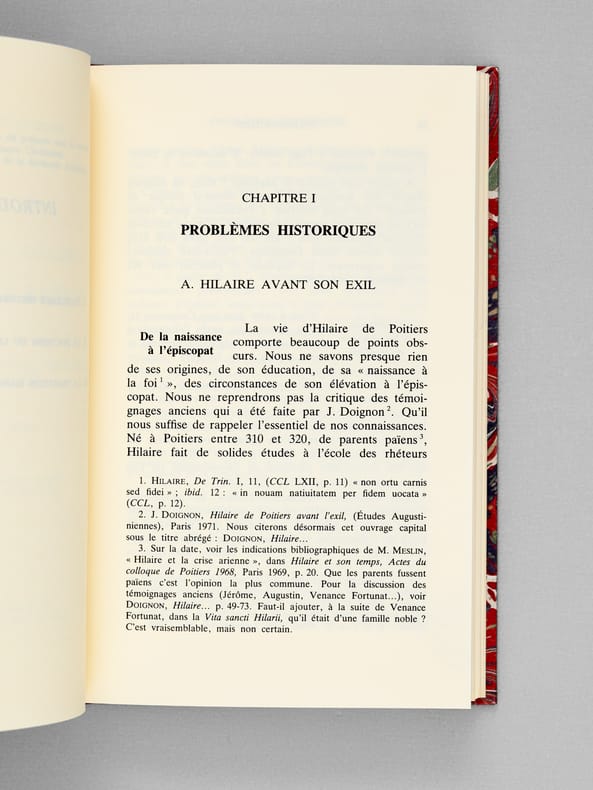 INTROD
CHAPITRE I
PROBLÈMES HISTORIQUES
A. HILAIRE AVANT SON EXIL
De la naissance
à l'épiscopat
La vie d'Hilaire de Poitiers
comporte beaucoup de points obs-
curs. Nous ne savons presque rien
de ses origines, de son éducation, de sa « naissance à
la foi ¹ », des circonstances de son élévation à l'épis-
copat. Nous ne reprendrons pas la critique des témoi-
gnages anciens qui a été faite par J. Doignon ². Qu'il
nous suffise de rappeler l'essentiel de nos connaissances.
Né à Poitiers entre 310 et 320, de parents païens ³,
Hilaire fait de solides études à l'école des rhéteurs
1. HILAIRE, De Trin. I, 11, (CCL LXII, p. 11) « non ortu carnis
sed fidei » ; ibid. 12 : « in nouam natiuitatem per fidem uocata »
(CCL, p. 12).
2. J. DOIGNON, Hilaire de Poitiers avant l'exil, (Études Augusti-
niennes), Paris 1971. Nous citerons désormais cet ouvrage capital
sous le titre abrégé : DOIGNON, Hilaire...
3. Sur la date, voir les indications bibliographiques de M. MESLIN,
« Hilaire et la crise arienne », dans Hilaire et son temps, Actes du
colloque de Poitiers 1968, Paris 1969, p. 20. Que les parents fussent
païens c'est l'opinion la plus commune. Pour la discussion des
témoignages anciens (Jérôme, Augustin, Venance Fortunat...), voir
DOIGNON, Hilaire... p. 49-73. Faut-il ajouter, à la suite de Venance
Fortunat, dans la Vita sancti Hilarii, qu'il était d'une famille noble ?
C'est vraisemblable, mais non certain.